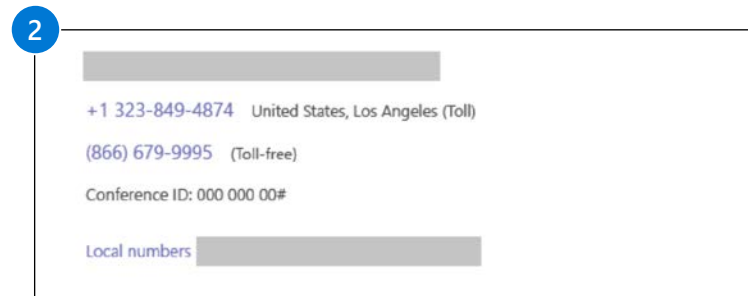 2
+1 323-849-4874 United States, Los Angeles (Toll)
(866) 679-9995 (Toll-free)
Conference ID: 000 000 00#
Local numbers